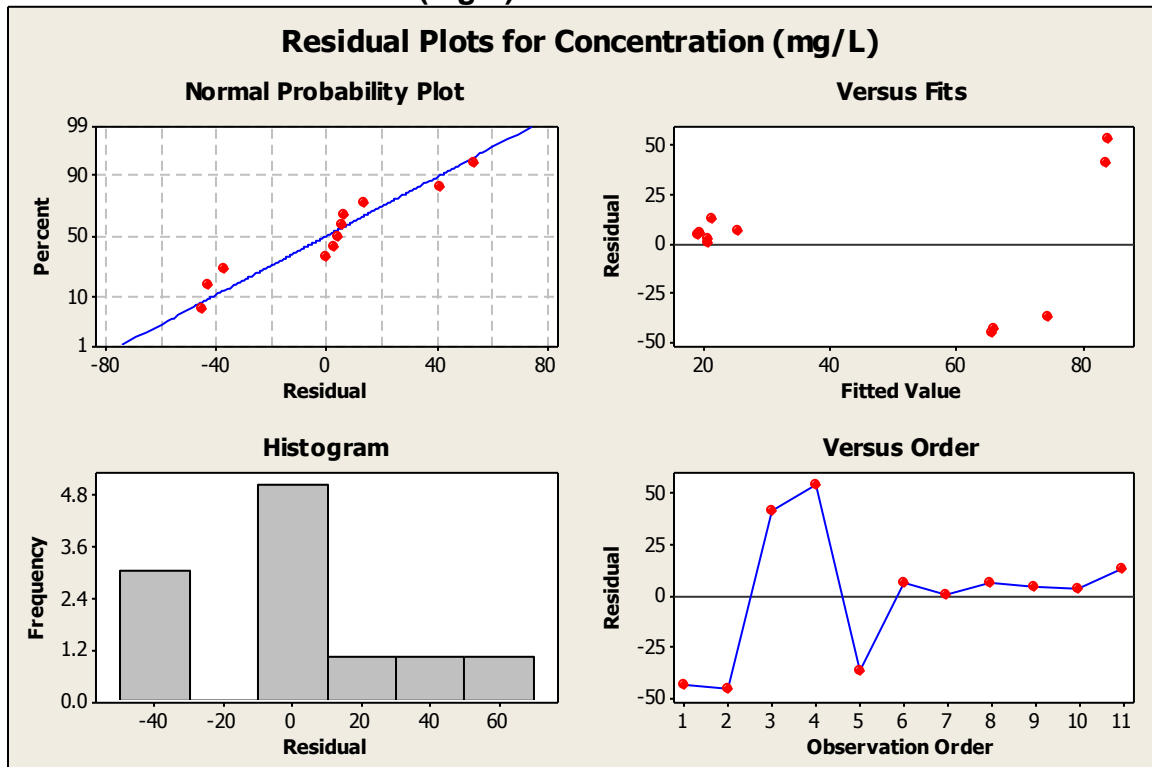 Residual Plots for Concentration (mg/L)
Normal Probability Plot
99
90
50
10
1
Percent
-80 -40 0 40 80
Residual
Versus Fits
50
25
0
-25
-50
Residual
20 40 60 80
Fitted Value
Histogram
4.8
3.6
2.4
1.2
0.0
Frequency
-40 -20 0 20 40 60
Residual
Versus Order
50
25
0
-25
-50
Residual
1 2 3 4 5 6 7 8 9 10 11
Observation Order